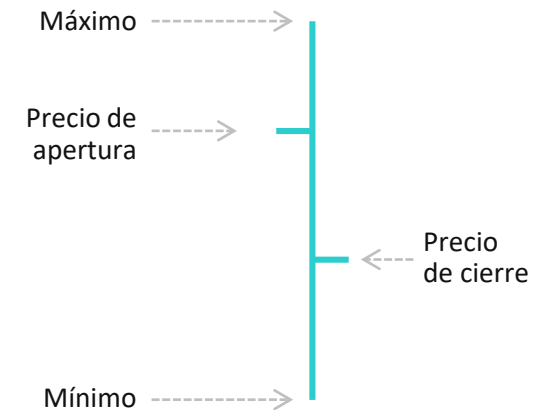 Máximo
Precio de
apertura
Precio
de cierre
Mínimo